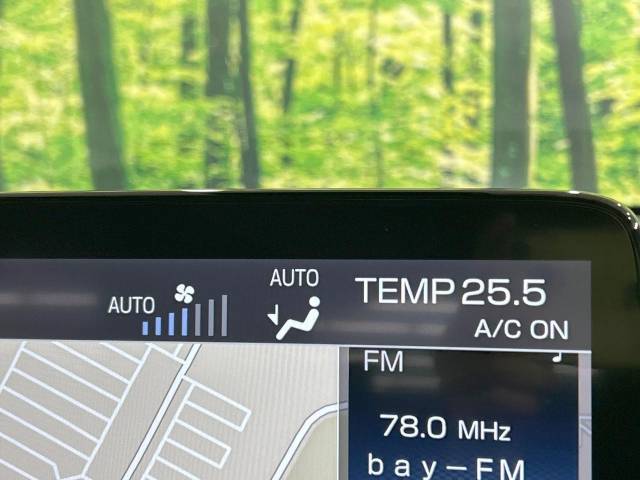 AUTO
AUTO
TEMP 25.5
A/C ON
FM
78.0 MHz
bay-FM